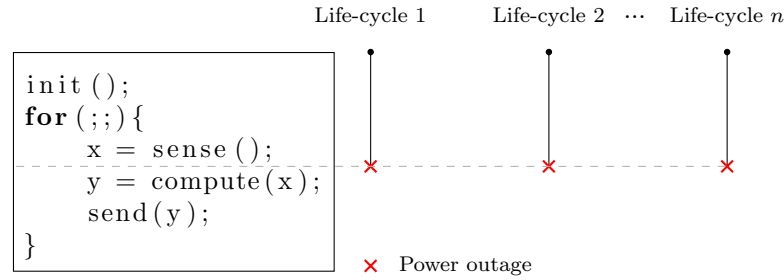 Life-cycle 1 Life-cycle 2 ··· Life-cycle n
init();
for(;;){
x = sense();
y = compute(x);
send(y);
}
Power outage